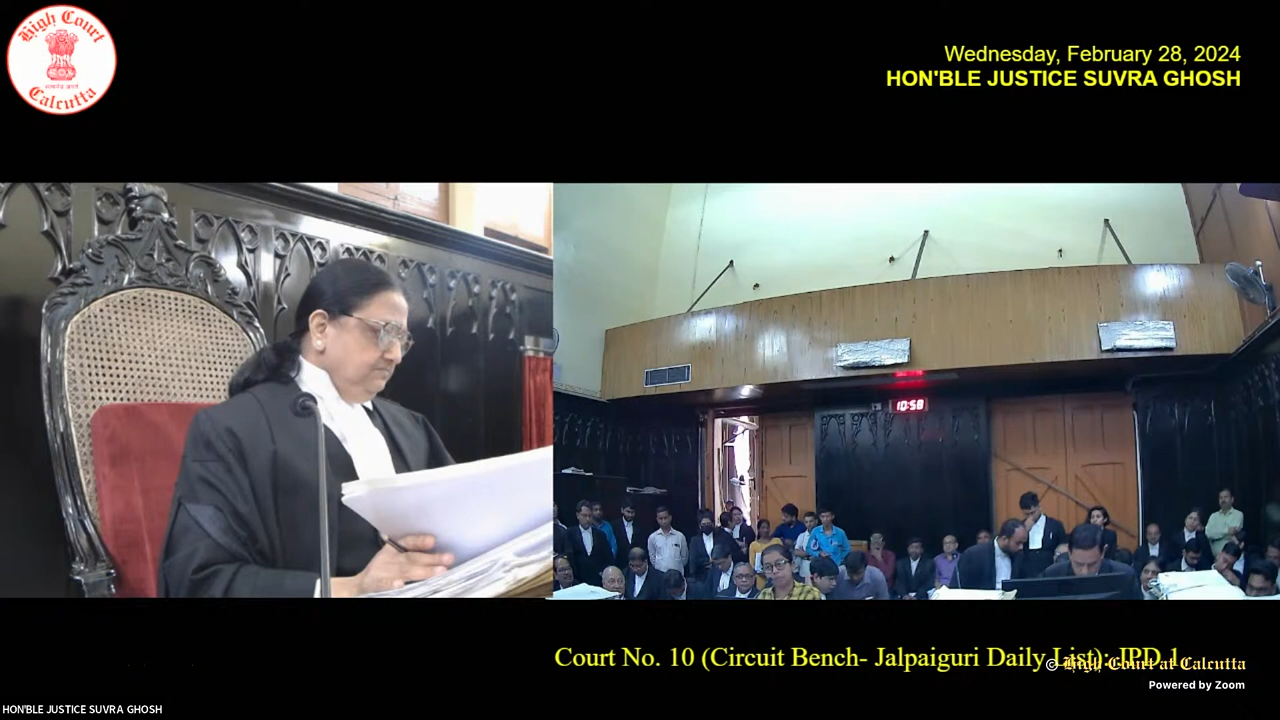 High Court
Calcutta
Wednesday, February 28, 2024
HON'BLE JUSTICE SUVRA GHOSH
10:58
Court No. 10 (Circuit Bench- Jalpaiguri Daily List): JPD 1
© High Court at Calcutta
Powered by Zoom
HON'BLE JUSTICE SUVRA GHOSH